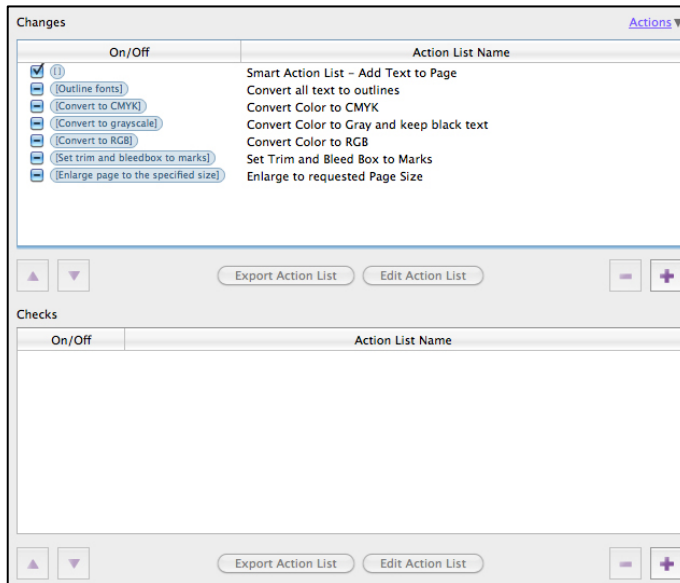 Changes Actions
On/Off Action List Name
[] Smart Action List - Add Text to Page
[Outline fonts] Convert all text to outlines
[Convert to CMYK] Convert Color to CMYK
[Convert to grayscale] Convert Color to Gray and keep black text
[Convert to RGB] Convert Color to RGB
[Set trim and bleedbox to marks] Set Trim and Bleed Box to Marks
[Enlarge page to the specified size] Enlarge to requested Page Size
Export Action List Edit Action List
Checks
On/Off Action List Name
Export Action List Edit Action List